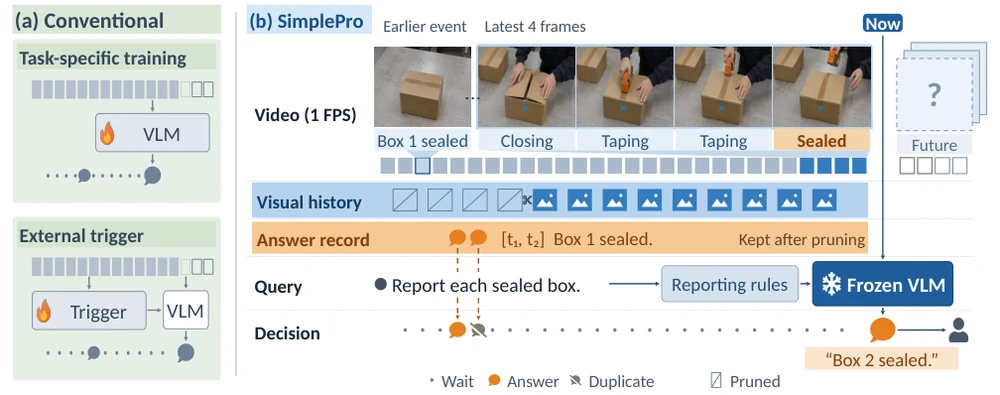 (a) Conventional
Task-specific training
VLM
External trigger
Trigger
VLM
(b) SimplePro
Earlier event
Latest 4 frames
Now
Video (1 FPS)
...
?
Box 1 sealed
Closing
Taping
Taping
Sealed
Future
Visual history
Answer record
[t₁, t₂] Box 1 sealed.
Kept after pruning
Query
Report each sealed box.
Reporting rules
Frozen VLM
Decision
“Box 2 sealed.”
Wait
Answer
Duplicate
Pruned